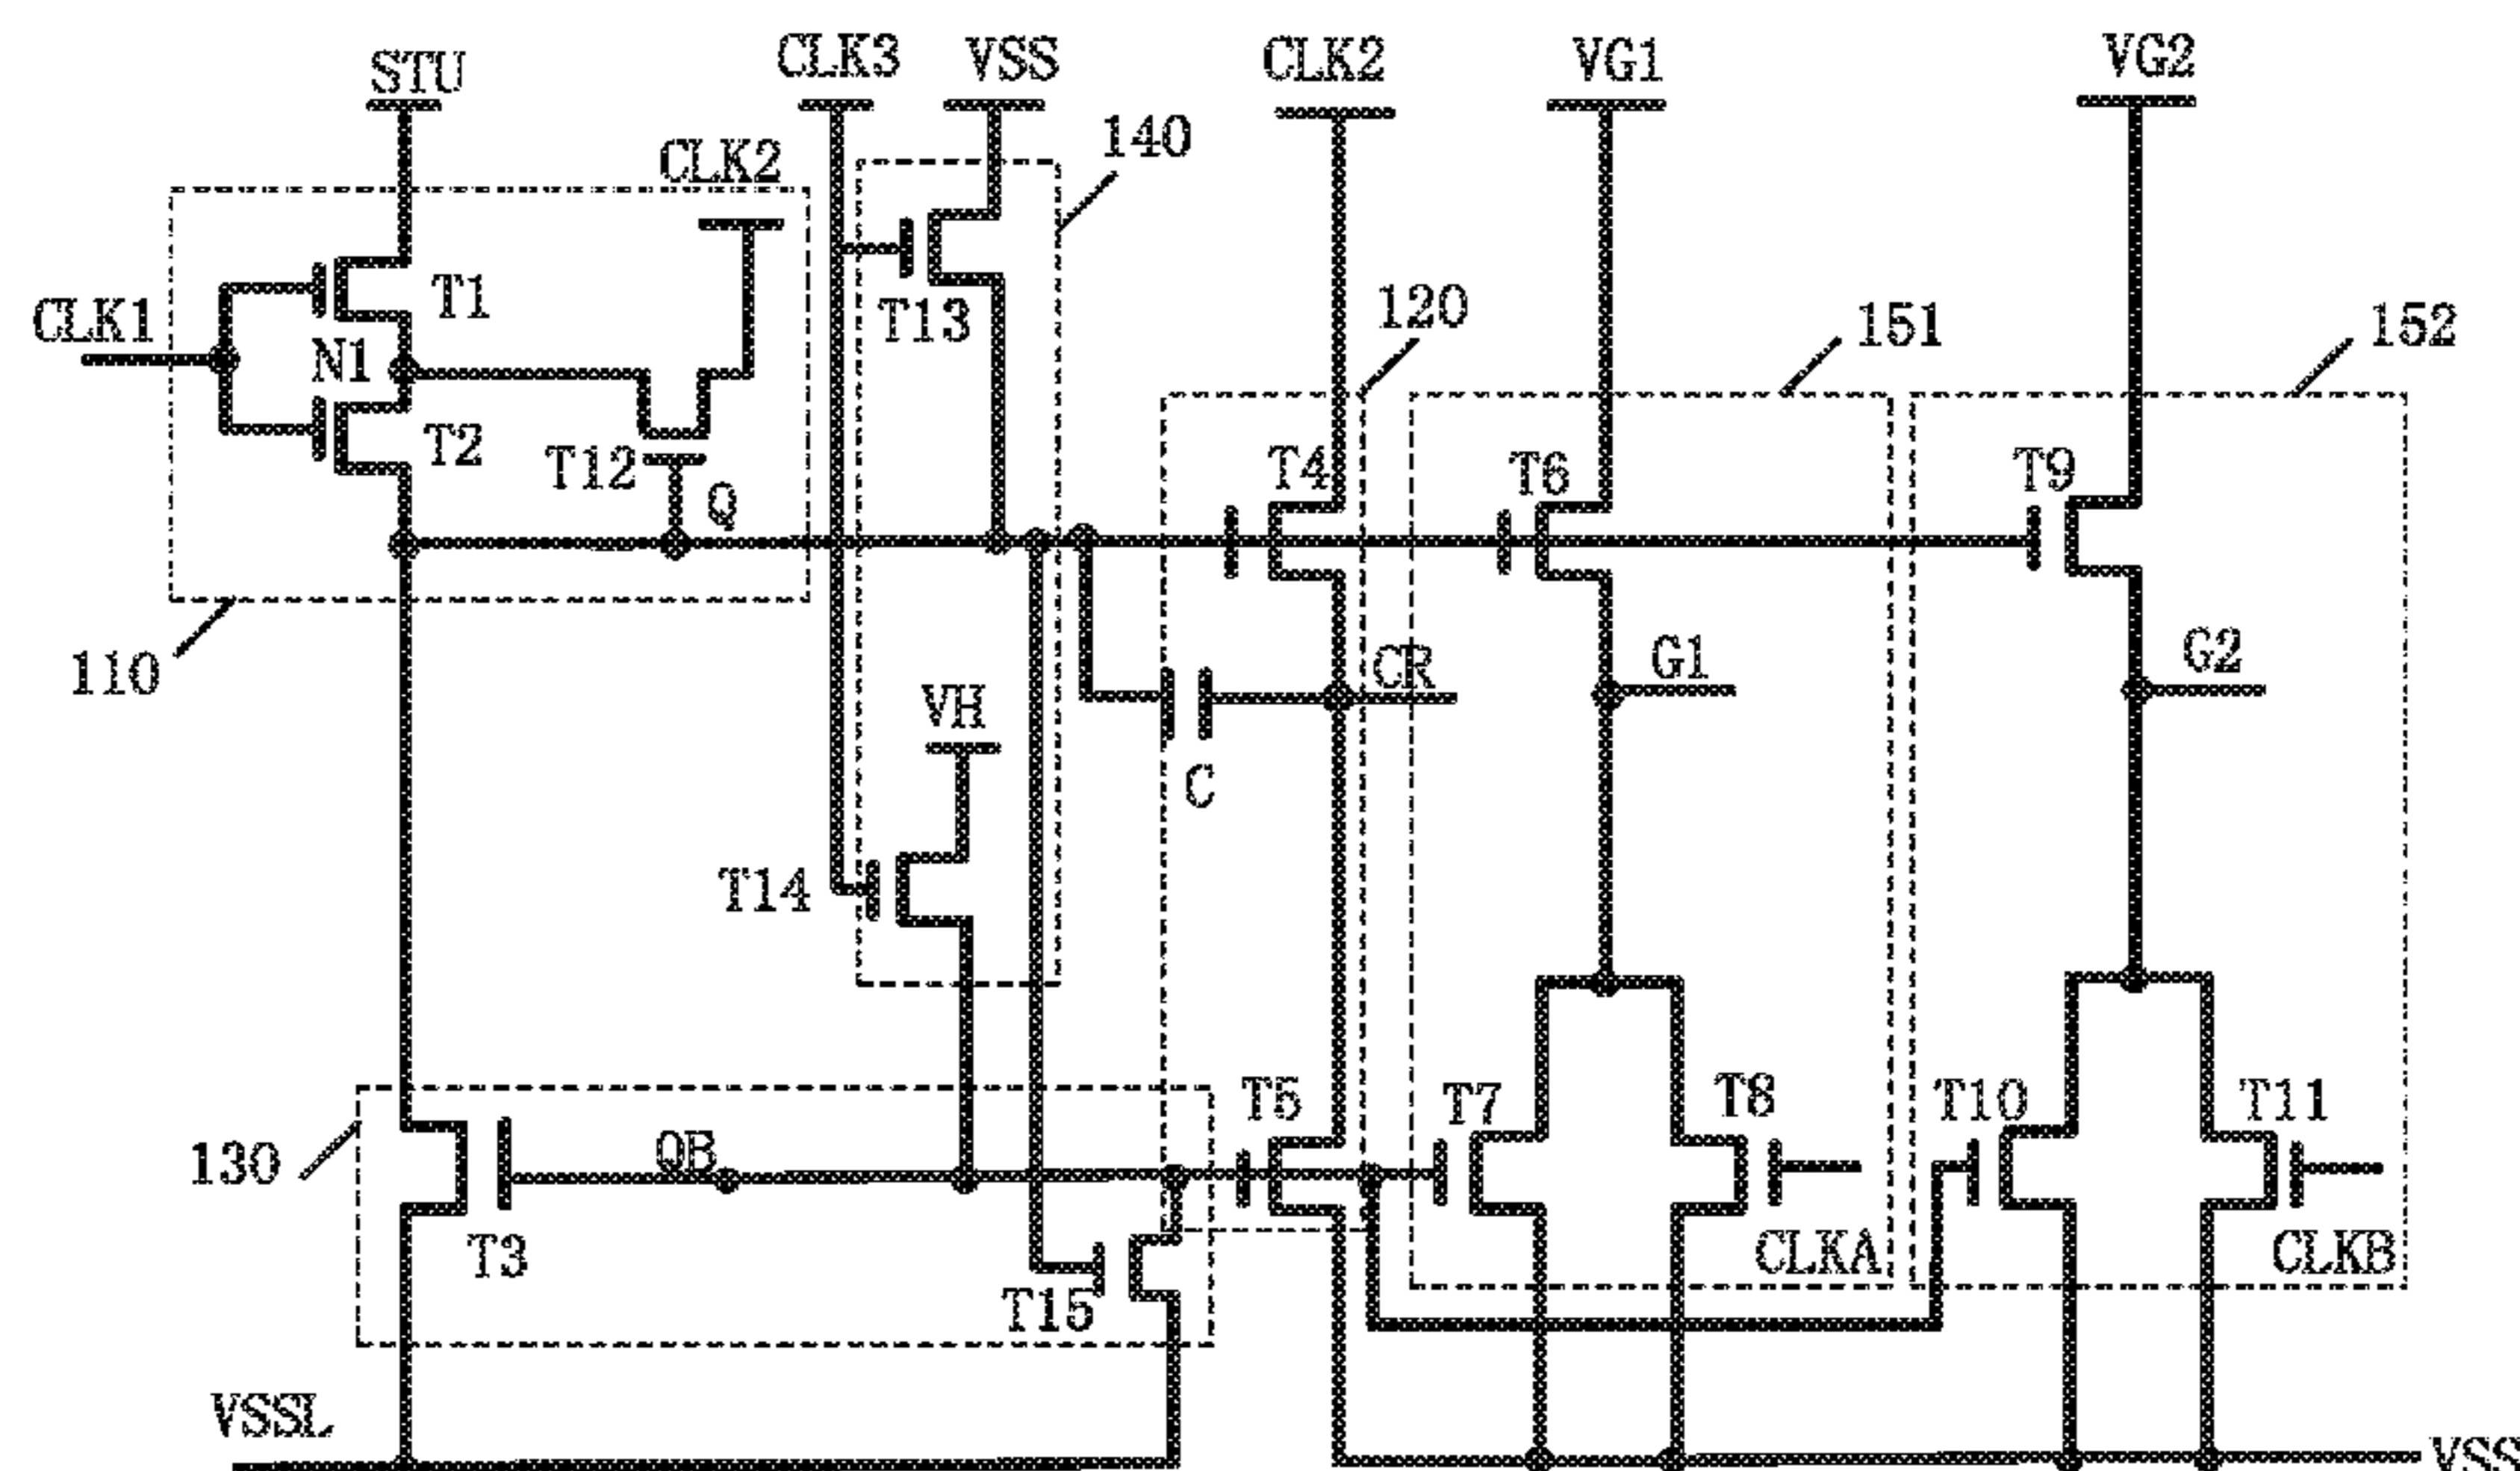 STU
CLK3
VSS
CLK2
VG1
VG2
140
CLK2
CLK1
T1
T13
120
151
152
N1
T2
T12
Q
T4
T6
T9
110
CR
G1
G2
VH
C
T14
130
QB
T5
T7
T8
T10
T11
T3
CLKA
CLKB
T15
VSSL
VSS